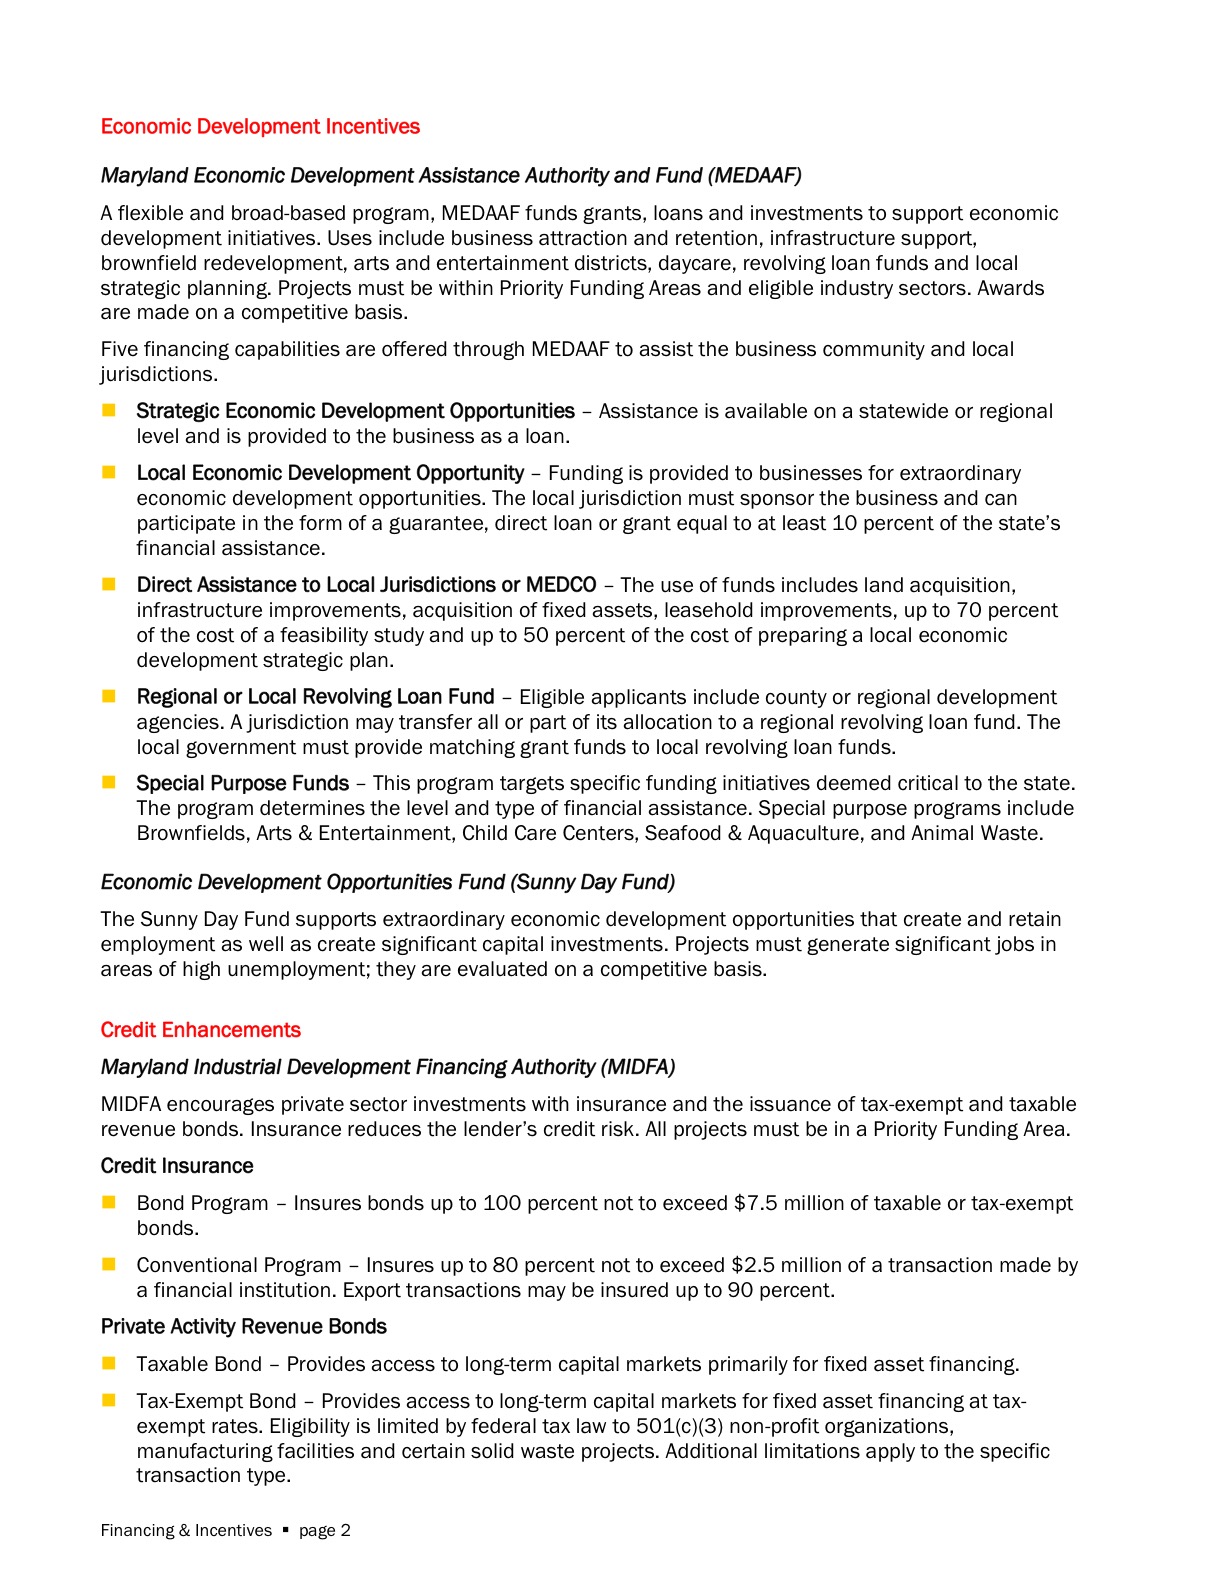 Economic Development Incentives
Maryland Economic Development Assistance Authority and Fund (MEDAAF)
A flexible and broad-based program, MEDAAF funds grants, loans and investments to support economic
development initiatives. Uses include business attraction and retention, infrastructure support,
brownfield redevelopment, arts and entertainment districts, daycare, revolving loan funds and local
strategic planning. Projects must be within Priority Funding Areas and eligible industry sectors. Awards
are made on a competitive basis.
Five financing capabilities are offered through MEDAAF to assist the business community and local
jurisdictions.
■ Strategic Economic Development Opportunities – Assistance is available on a statewide or regional
level and is provided to the business as a loan.
■ Local Economic Development Opportunity – Funding is provided to businesses for extraordinary
economic development opportunities. The local jurisdiction must sponsor the business and can
participate in the form of a guarantee, direct loan or grant equal to at least 10 percent of the state’s
financial assistance.
■ Direct Assistance to Local Jurisdictions or MEDCO – The use of funds includes land acquisition,
infrastructure improvements, acquisition of fixed assets, leasehold improvements, up to 70 percent
of the cost of a feasibility study and up to 50 percent of the cost of preparing a local economic
development strategic plan.
■ Regional or Local Revolving Loan Fund – Eligible applicants include county or regional development
agencies. A jurisdiction may transfer all or part of its allocation to a regional revolving loan fund. The
local government must provide matching grant funds to local revolving loan funds.
■ Special Purpose Funds – This program targets specific funding initiatives deemed critical to the state.
The program determines the level and type of financial assistance. Special purpose programs include
Brownfields, Arts & Entertainment, Child Care Centers, Seafood & Aquaculture, and Animal Waste.
Economic Development Opportunities Fund (Sunny Day Fund)
The Sunny Day Fund supports extraordinary economic development opportunities that create and retain
employment as well as create significant capital investments. Projects must generate significant jobs in
areas of high unemployment; they are evaluated on a competitive basis.
Credit Enhancements
Maryland Industrial Development Financing Authority (MIDFA)
MIDFA encourages private sector investments with insurance and the issuance of tax-exempt and taxable
revenue bonds. Insurance reduces the lender’s credit risk. All projects must be in a Priority Funding Area.
Credit Insurance
■ Bond Program – Insures bonds up to 100 percent not to exceed $7.5 million of taxable or tax-exempt
bonds.
■ Conventional Program – Insures up to 80 percent not to exceed $2.5 million of a transaction made by
a financial institution. Export transactions may be insured up to 90 percent.
Private Activity Revenue Bonds
■ Taxable Bond – Provides access to long-term capital markets primarily for fixed asset financing.
■ Tax-Exempt Bond – Provides access to long-term capital markets for fixed asset financing at tax-
exempt rates. Eligibility is limited by federal tax law to 501(c)(3) non-profit organizations,
manufacturing facilities and certain solid waste projects. Additional limitations apply to the specific
transaction type.
Financing & Incentives ▪ page 2